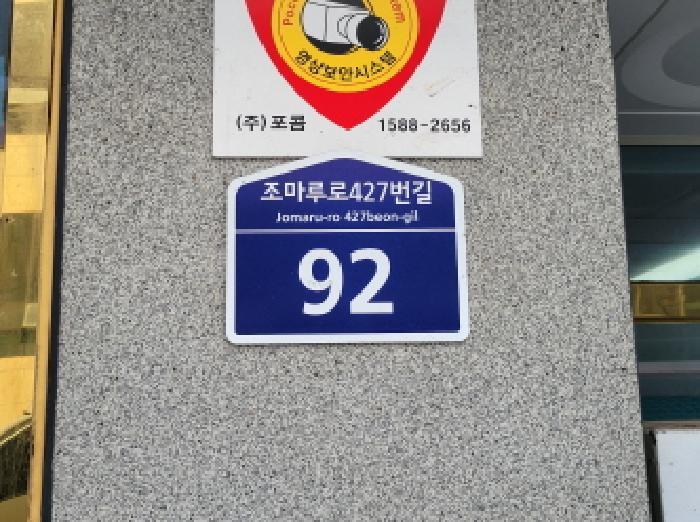 영상보안시스템
(주)포콤 1588-2656
조마루로427번길
Jomaru-ro 427beon-gil
92